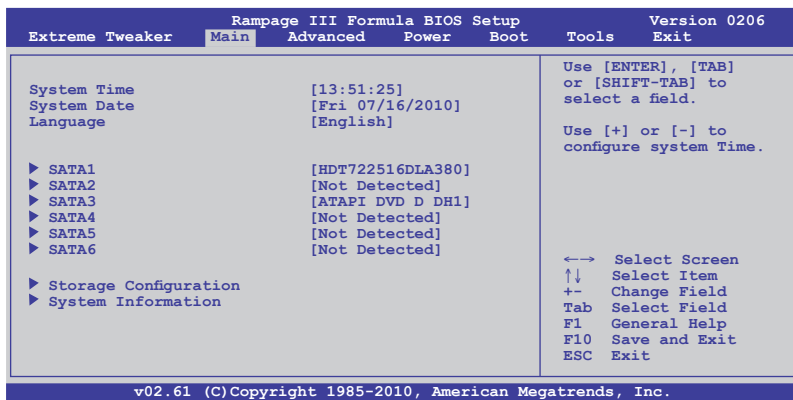 Rampage III Formula BIOS Setup Version 0206
Extreme Tweaker Main Advanced Power Boot Tools Exit
System Time [13:51:25]
System Date [Fri 07/16/2010]
Language [English]
SATA1 [HDT722516DLA380]
SATA2 [Not Detected]
SATA3 [ATAPI DVD D DH1]
SATA4 [Not Detected]
SATA5 [Not Detected]
SATA6 [Not Detected]
Storage Configuration
System Information
Use [ENTER], [TAB]
or [SHIFT-TAB] to
select a field.
Use [+] or [-] to
configure system Time.
←→ Select Screen
↑↓ Select Item
+- Change Field
Tab Select Field
F1 General Help
F10 Save and Exit
ESC Exit
v02.61 (C)Copyright 1985-2010, American Megatrends, Inc.